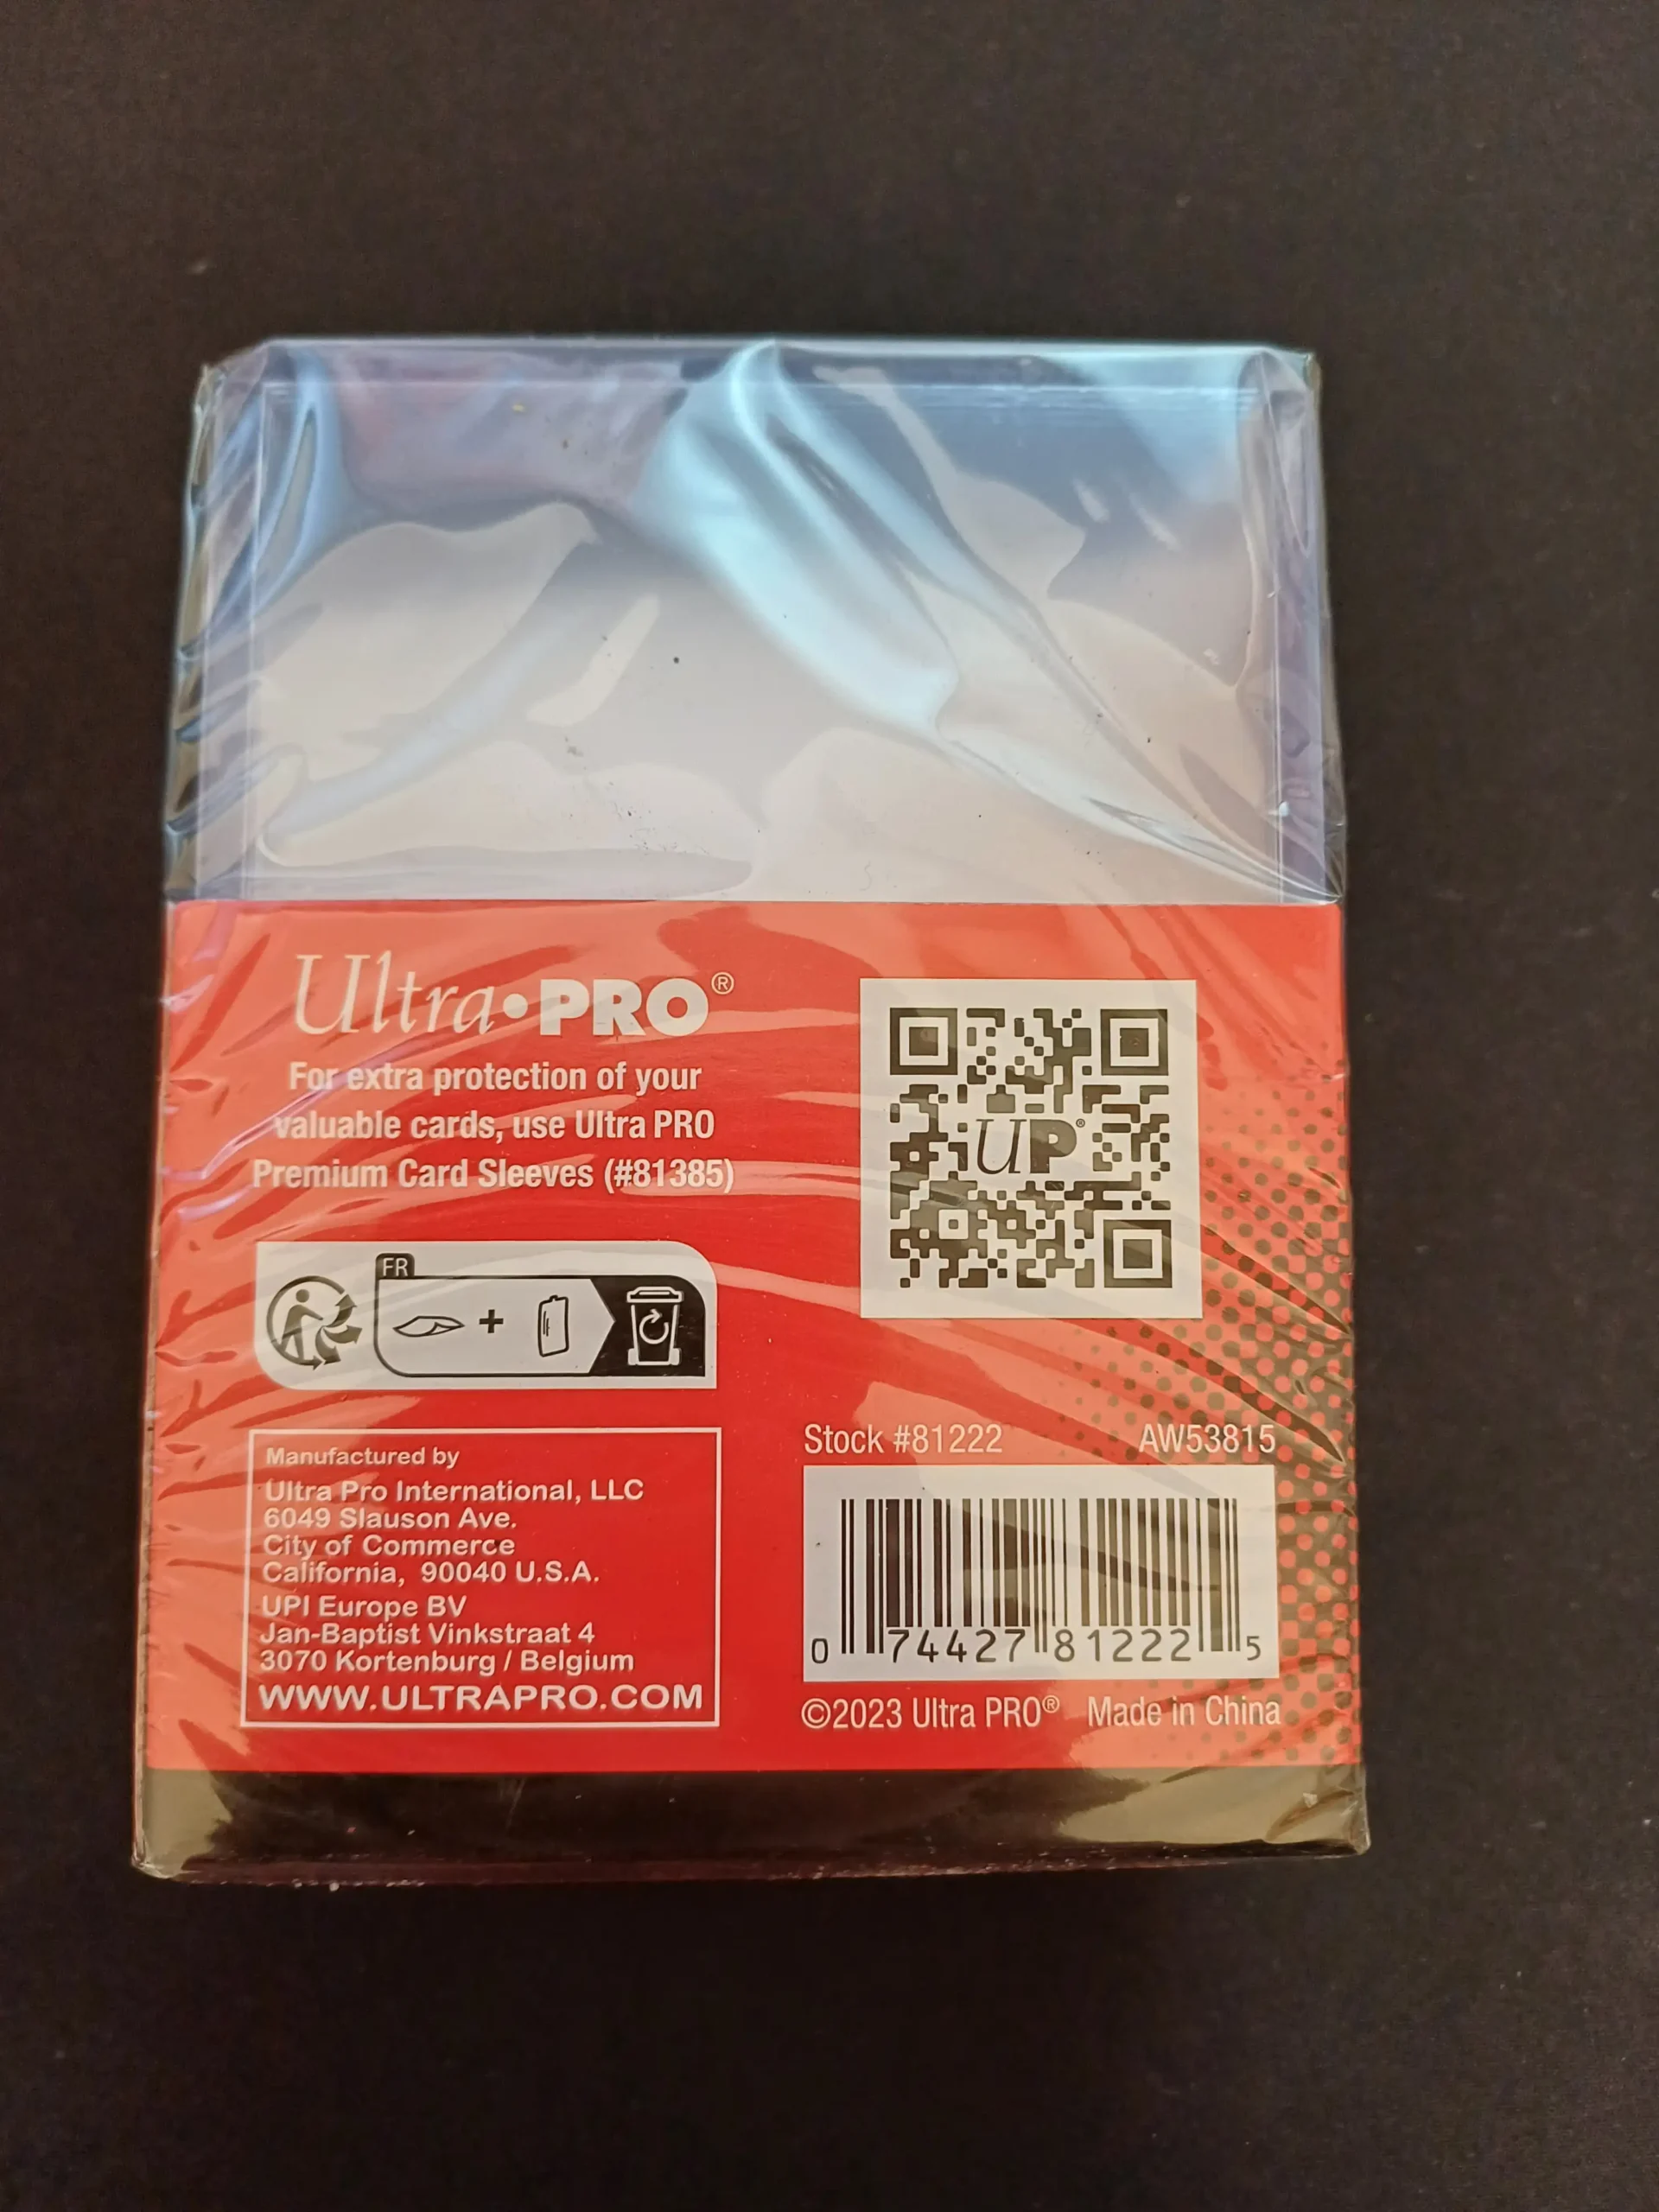 Ultra•PRO®
For extra protection of your
valuable cards, use Ultra PRO
Premium Card Sleeves (#81385)
UP®
FR
Manufactured by
Ultra Pro International, LLC
6049 Slauson Ave.
City of Commerce
California, 90040 U.S.A.
UPI Europe BV
Jan-Baptist Vinkstraat 4
3070 Kortenburg / Belgium
WWW.ULTRAPRO.COM
Stock #81222 AW53815
0 74427 81222 5
©2023 Ultra PRO® Made in China